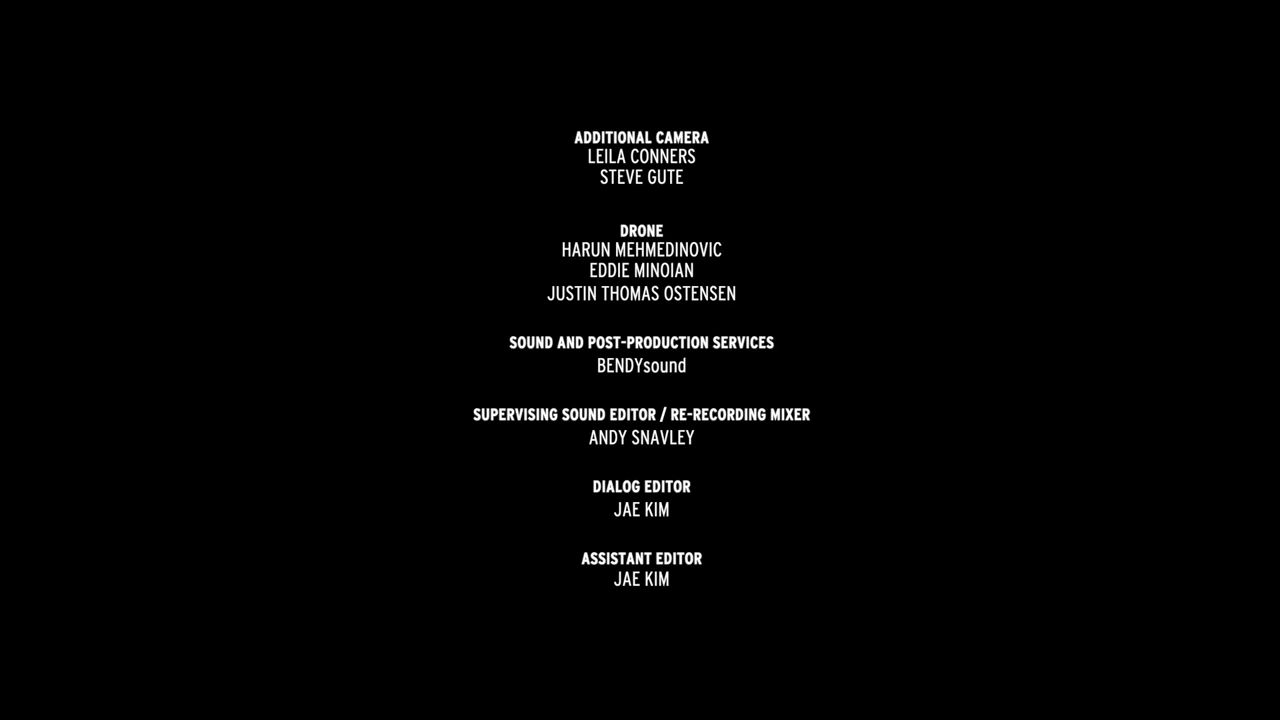 ADDITIONAL CAMERA
LEILA CONNERS
STEVE GUTE
DRONE
HARUN MEHMEDINOVIC
EDDIE MINOIAN
JUSTIN THOMAS OSTENSEN
SOUND AND POST-PRODUCTION SERVICES
BENDYsound
SUPERVISING SOUND EDITOR / RE-RECORDING MIXER
ANDY SNAVLEY
DIALOG EDITOR
JAE KIM
ASSISTANT EDITOR
JAE KIM